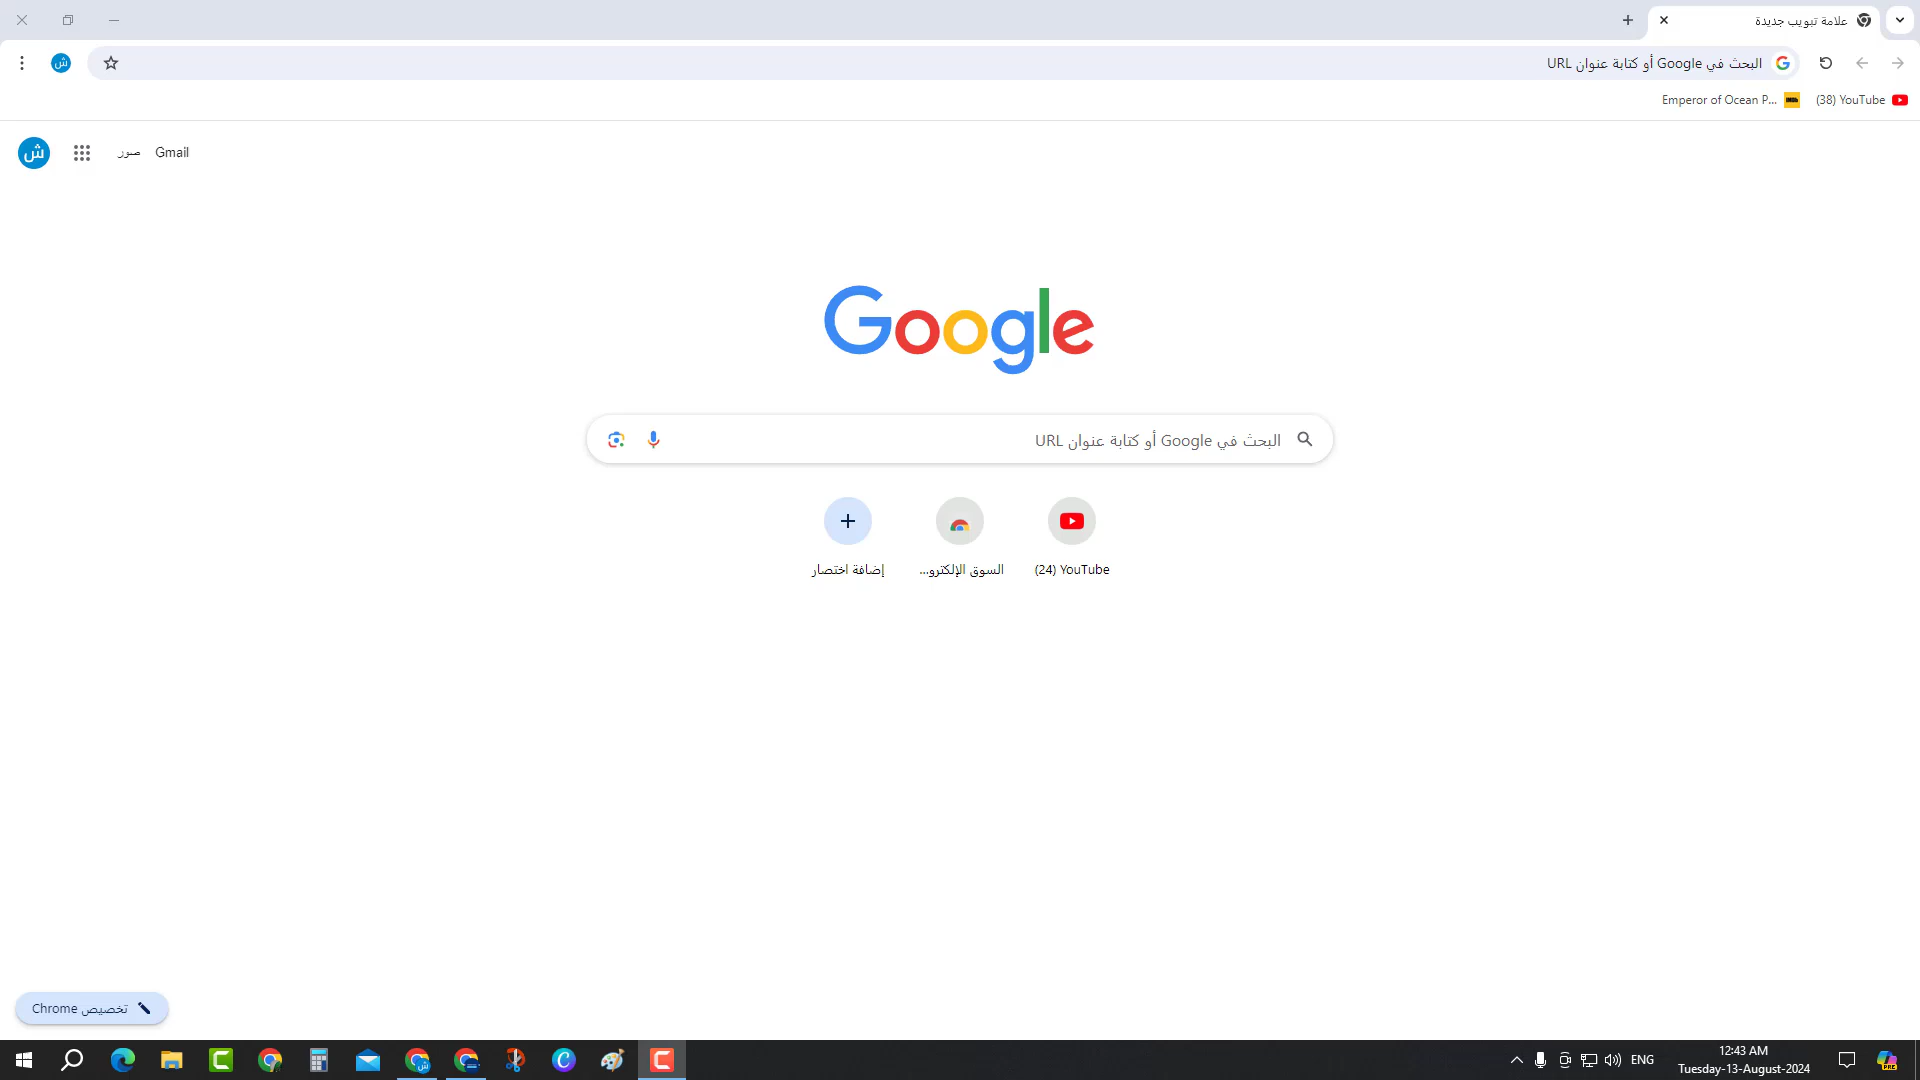 علامة تبويب جديدة
البحث في Google أو كتابة عنوان URL
ش
(38) YouTube
Emperor of Ocean P...
Gmail
صور
ش
Google
البحث في Google أو كتابة عنوان URL
(24) YouTube
السوق الإلكترو...
إضافة اختصار
تخصيص Chrome
ENG
12:43 AM
Tuesday-13-August-2024